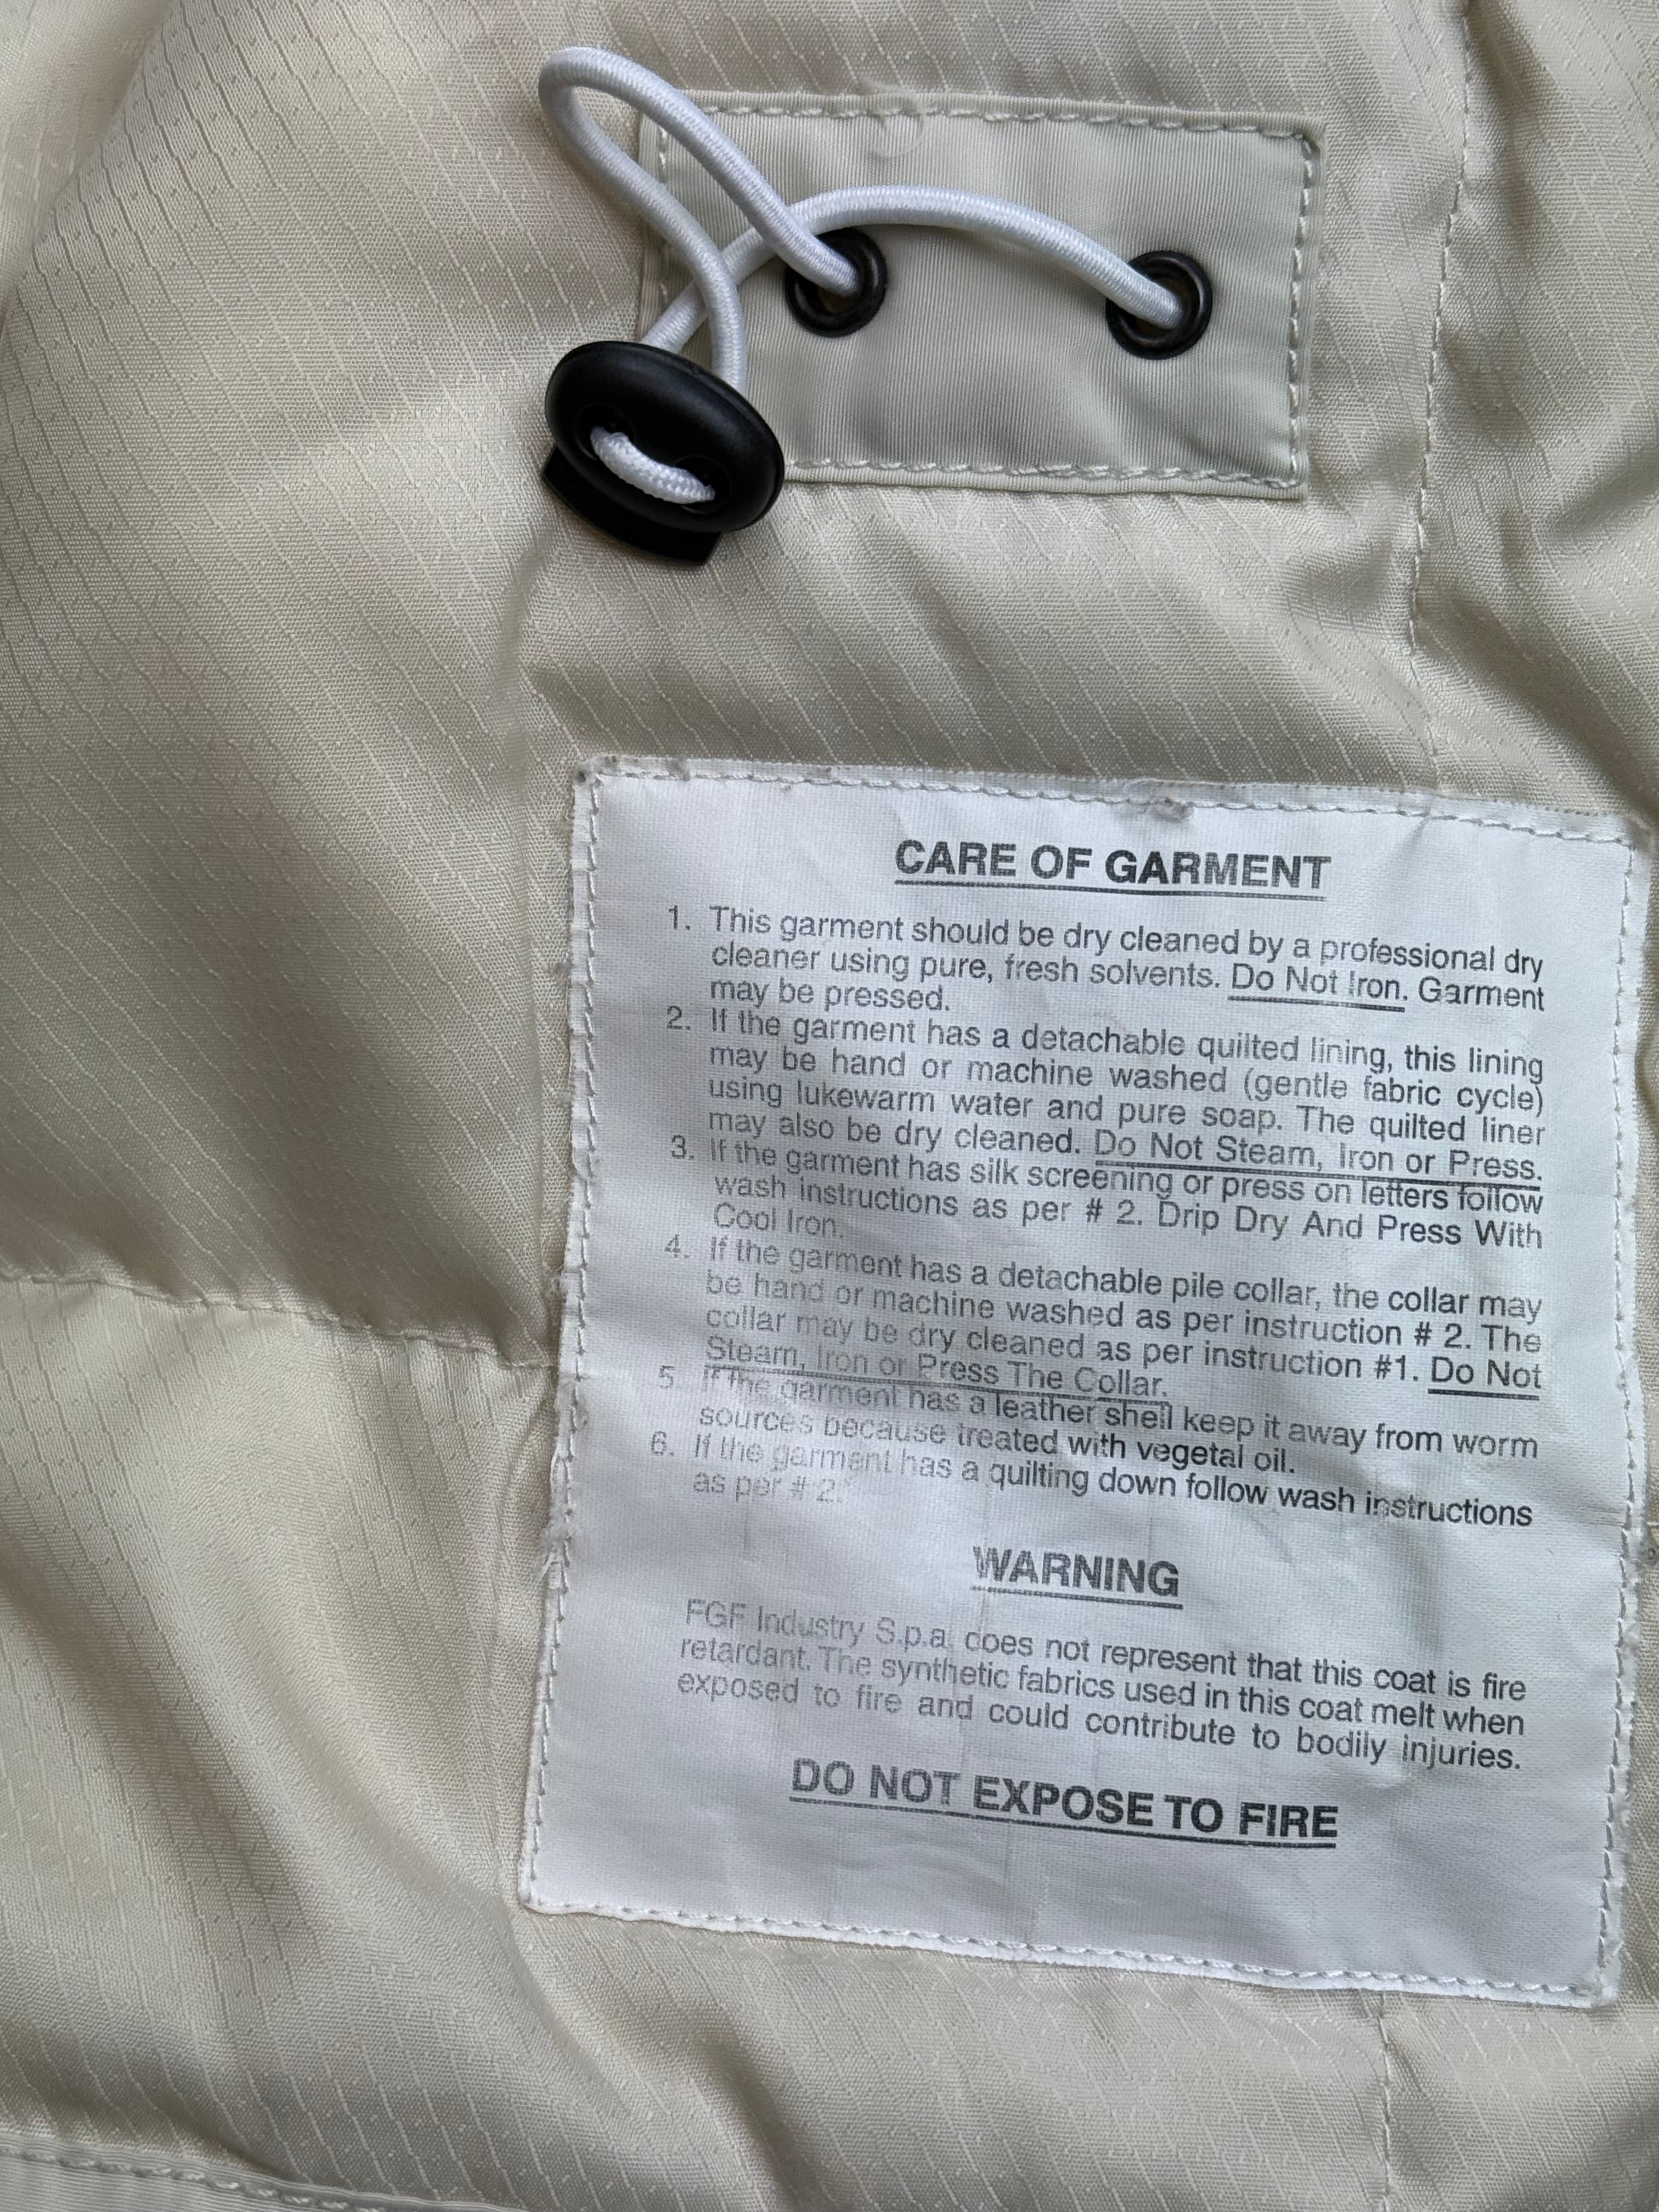 CARE OF GARMENT
1. This garment should be dry cleaned by a professional dry
cleaner using pure, fresh solvents. Do Not Iron. Garment
may be pressed.
2. If the garment has a detachable quilted lining, this lining
may be hand or machine washed (gentle fabric cycle)
using lukewarm water and pure soap. The quilted liner
may also be dry cleaned. Do Not Steam, Iron or Press.
3. If the garment has silk screening or press on letters follow
wash instructions as per # 2. Drip Dry And Press With
Cool Iron.
4. If the garment has a detachable pile collar, the collar may
be hand or machine washed as per instruction # 2. The
collar may be dry cleaned as per instruction #1. Do Not
Steam, Iron or Press The Collar.
5. If the garment has a leather shell keep it away from worm
sources because treated with vegetal oil.
6. If the garment has a quilting down follow wash instructions
as per # 2.
WARNING
FGF Industry S.p.a. does not represent that this coat is fire
retardant. The synthetic fabrics used in this coat melt when
exposed to fire and could contribute to bodily injuries.
DO NOT EXPOSE TO FIRE